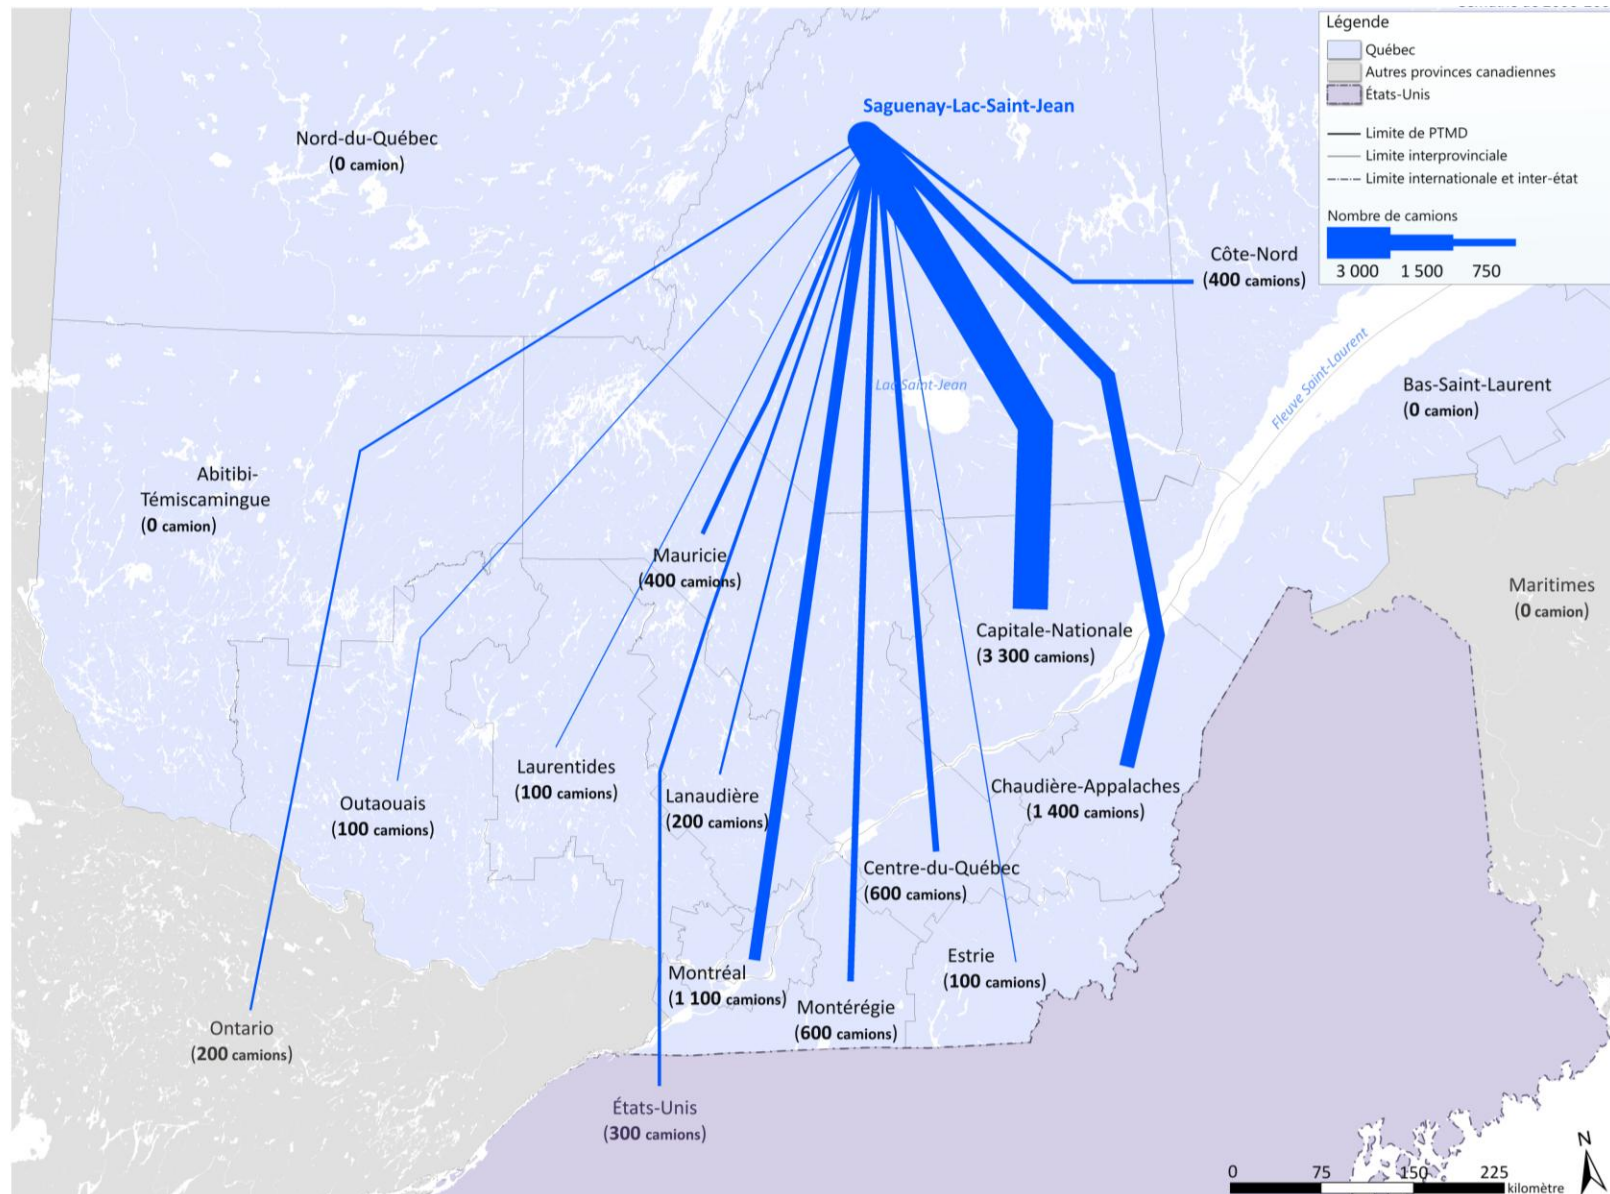 Légende
Québec
Autres provinces canadiennes
États-Unis
Limite de PTMD
Limite interprovinciale
Limite internationale et inter-état
Nombre de camions
3 000 1 500 750
Saguenay-Lac-Saint-Jean
Nord-du-Québec
(0 camion)
Côte-Nord
(400 camions)
Fleuve Saint-Laurent
Lac Saint-Jean
Bas-Saint-Laurent
(0 camion)
Abitibi-
Témiscamingue
(0 camion)
Mauricie
(400 camions)
Maritimes
(0 camion)
Capitale-Nationale
(3 300 camions)
Laurentides
(100 camions)
Outaouais
(100 camions)
Lanaudière
(200 camions)
Chaudière-Appalaches
(1 400 camions)
Centre-du-Québec
(600 camions)
Estrie
(100 camions)
Montréal
(1 100 camions)
Montérégie
(600 camions)
Ontario
(200 camions)
États-Unis
(300 camions)
N
0 75 150 225
kilomètre